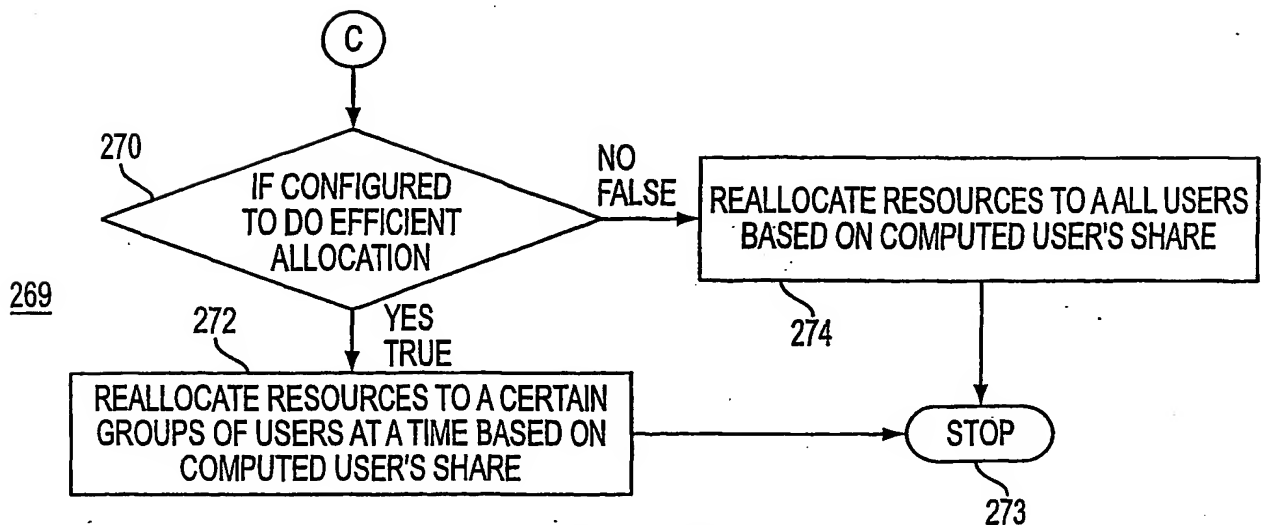 C
270
IF CONFIGURED
TO DO EFFICIENT
ALLOCATION
NO
FALSE
REALLOCATE RESOURCES TO A ALL USERS
BASED ON COMPUTED USER'S SHARE
274
269
272
YES
TRUE
REALLOCATE RESOURCES TO A CERTAIN
GROUPS OF USERS AT A TIME BASED ON
COMPUTED USER'S SHARE
STOP
273